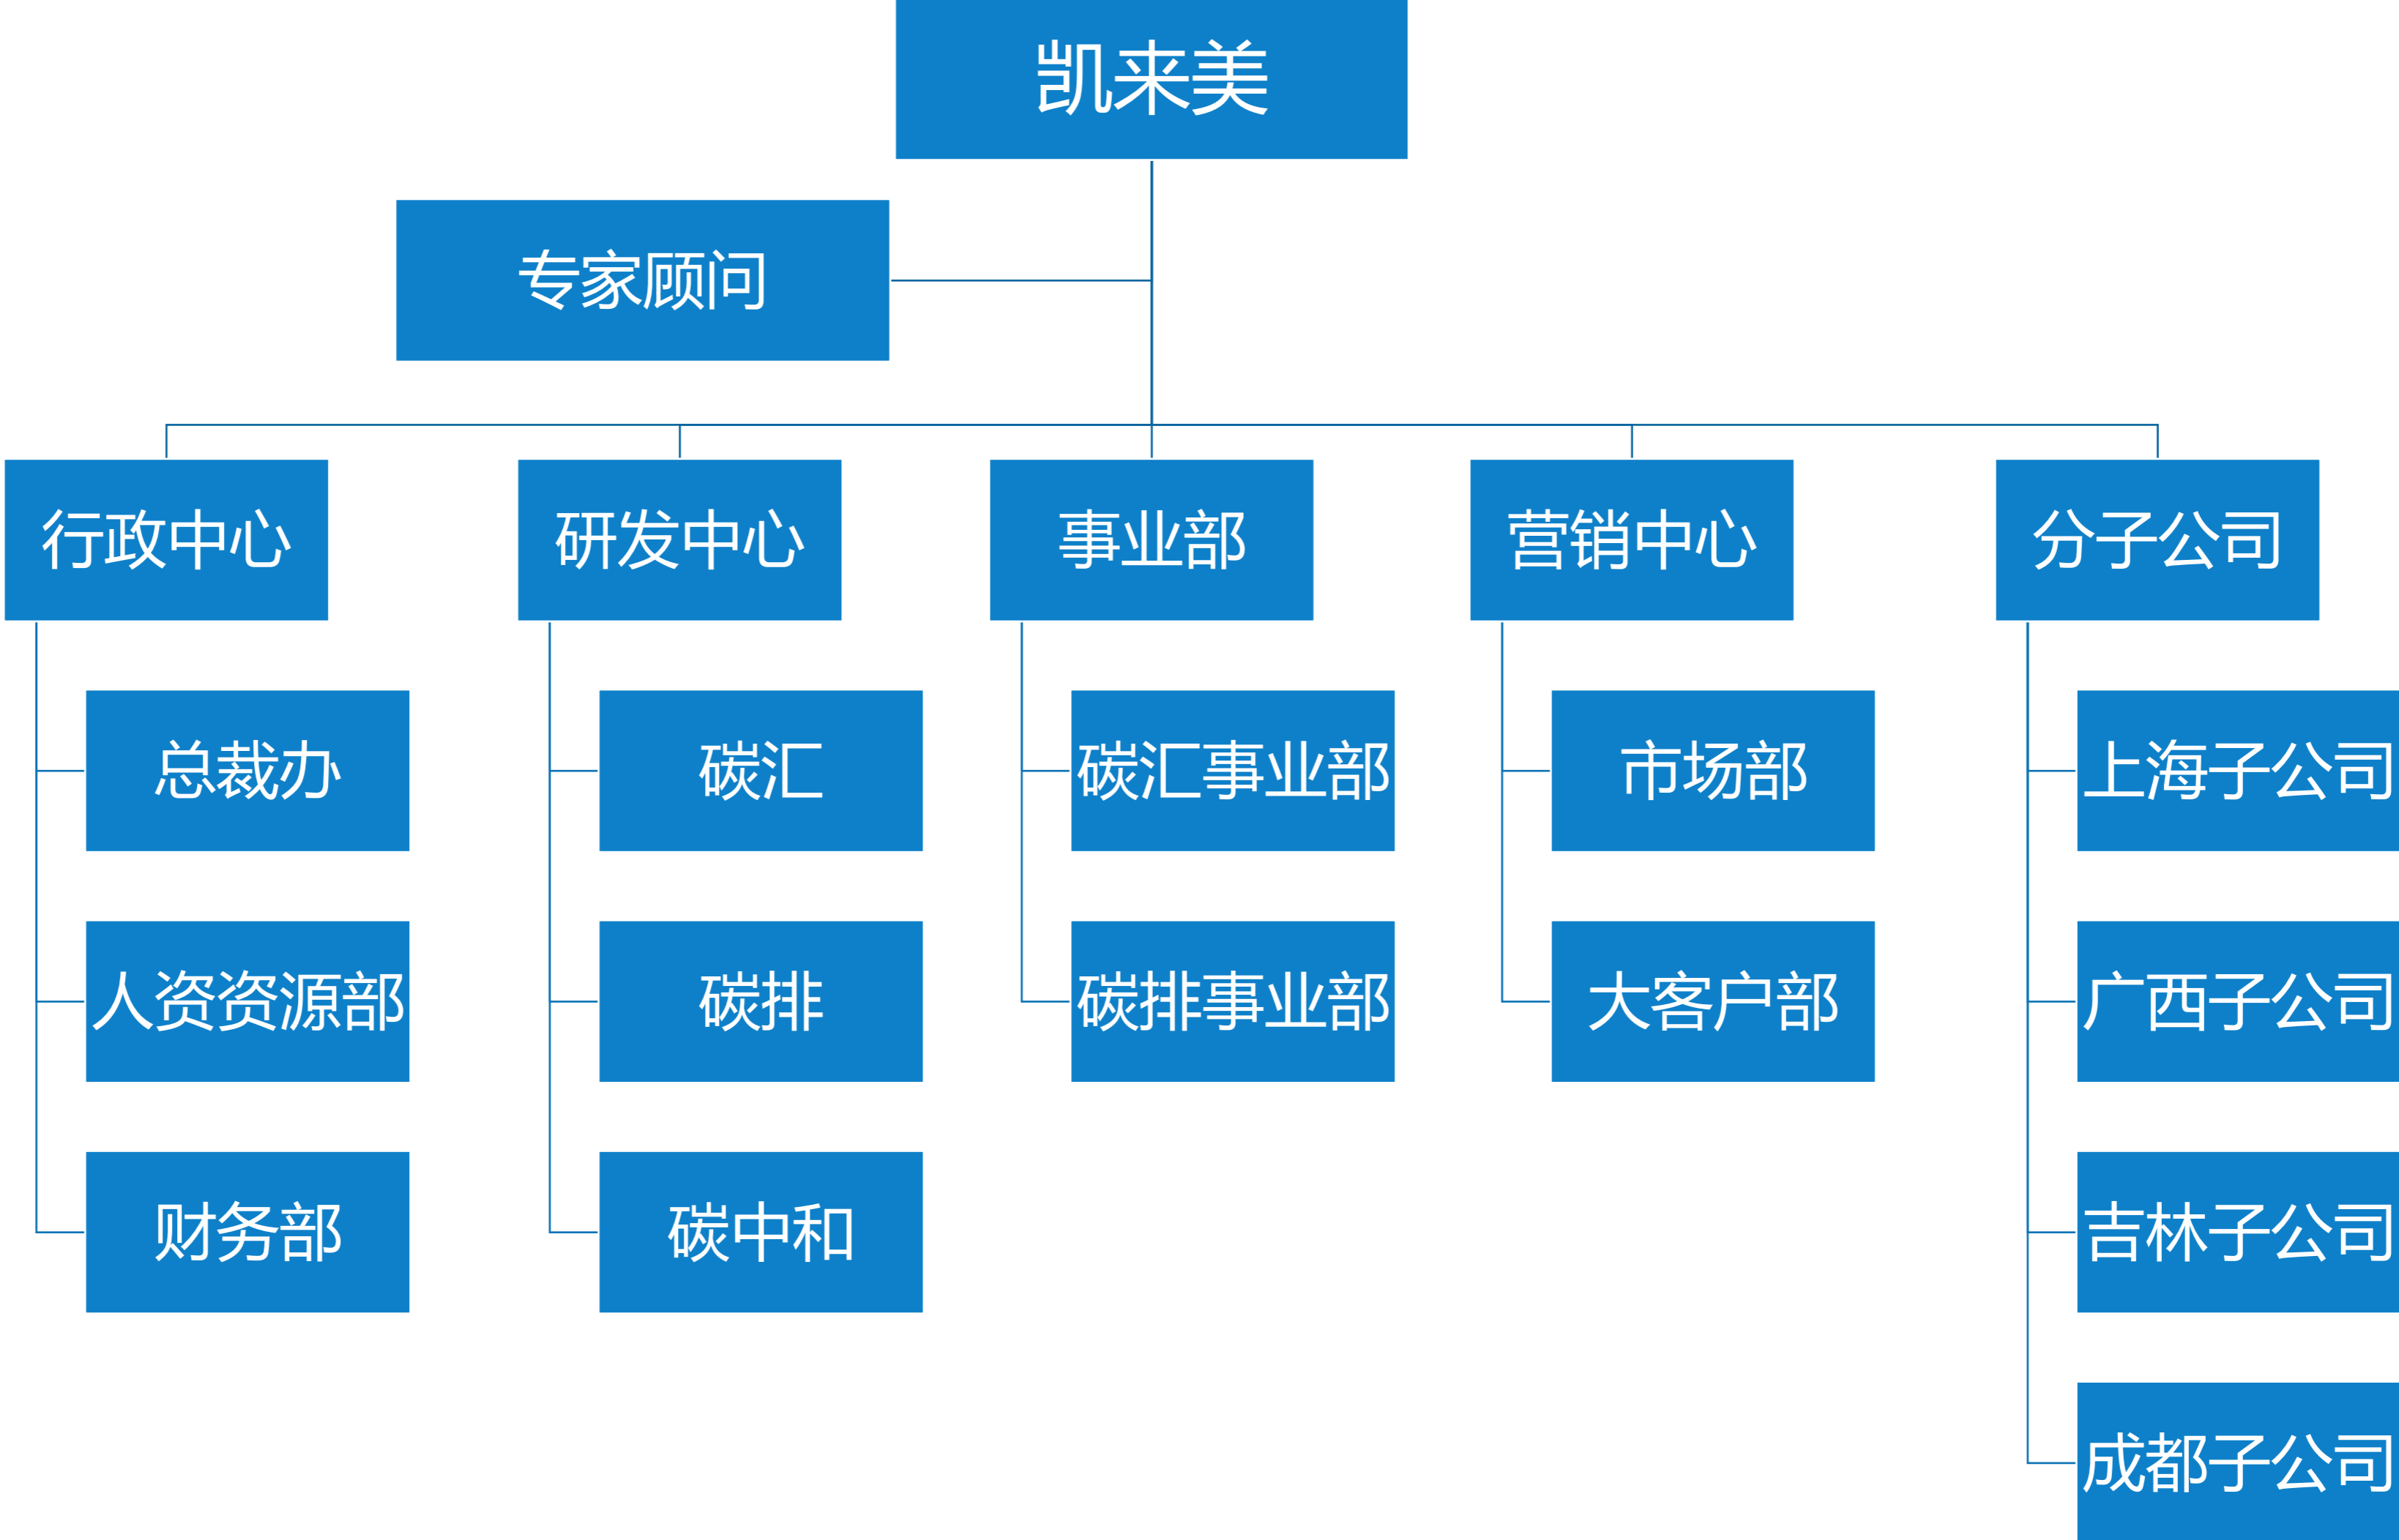 凯来美
专家顾问
行政中心
研发中心
事业部
营销中心
分子公司
总裁办
碳汇
碳汇事业部
市场部
上海子公司
人资资源部
碳排
碳排事业部
大客户部
广西子公司
财务部
碳中和
吉林子公司
成都子公司